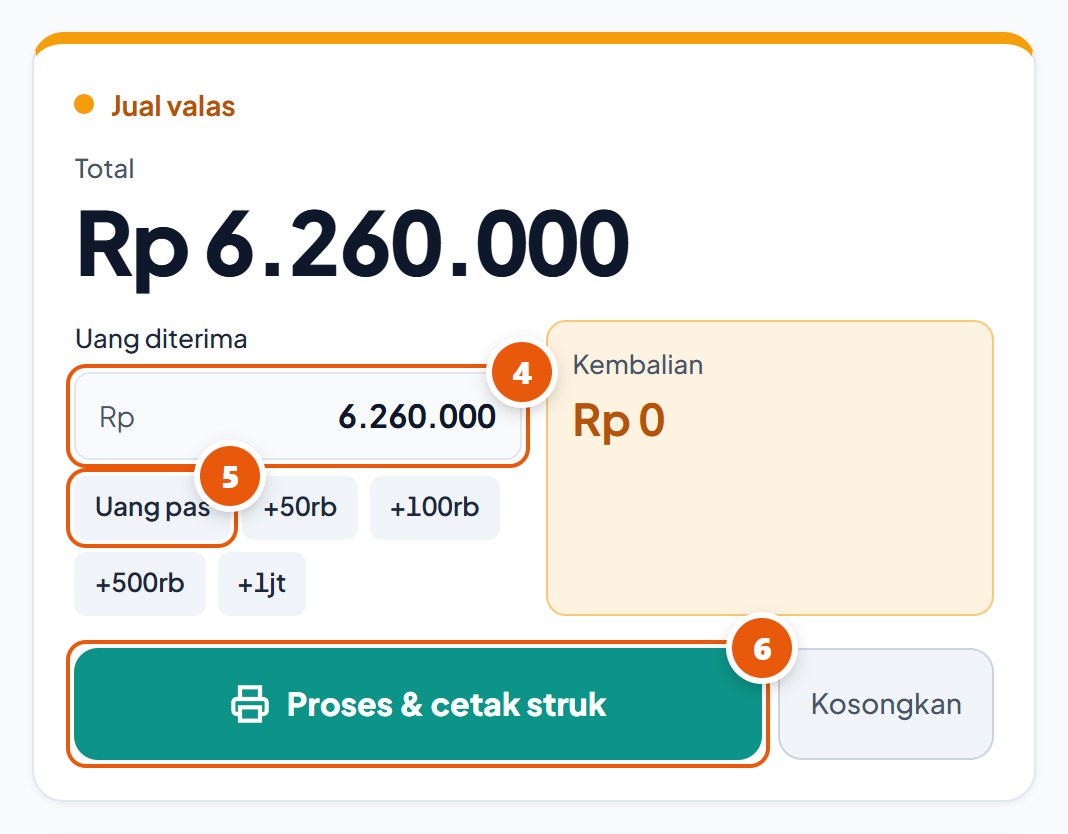 Jual valas
Total
Rp 6.260.000
Uang diterima
4
Rp 6.260.000
Kembalian
Rp 0
5
Uang pas +50rb +100rb
+500rb +1jt
6
Proses & cetak struk
Kosongkan